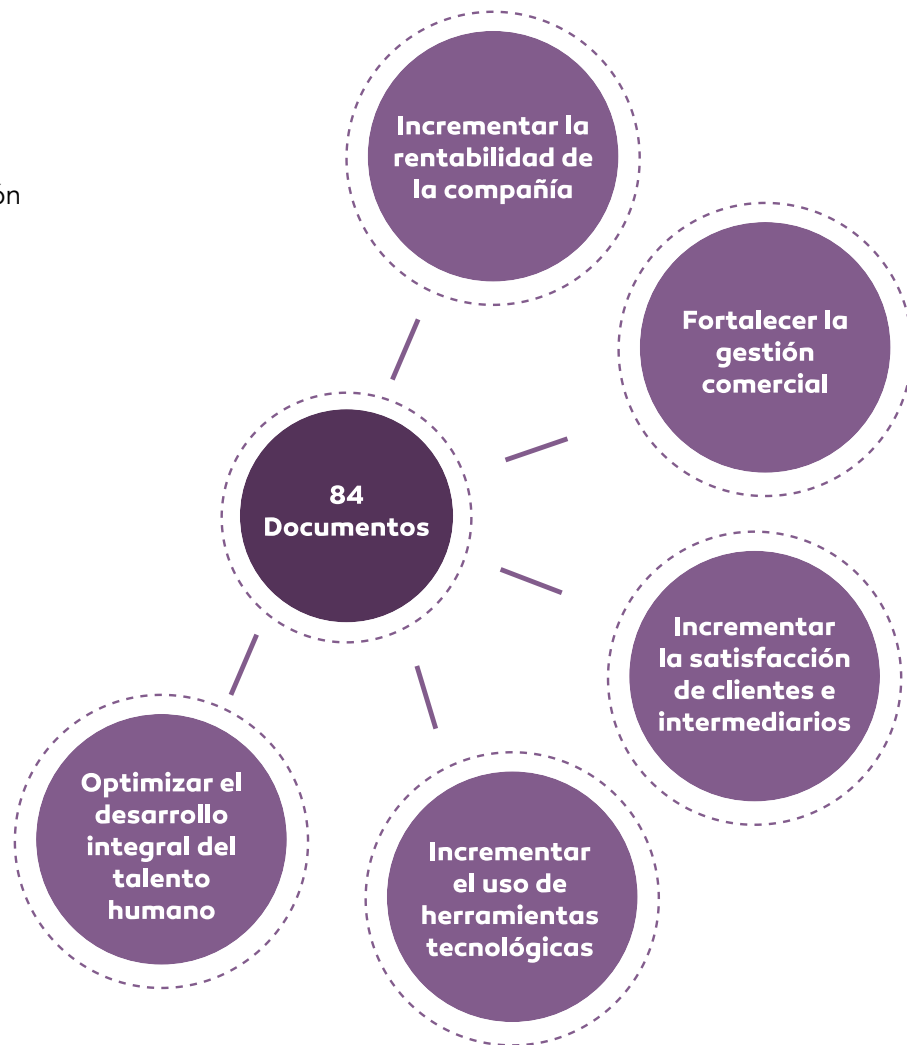 Incrementar la
rentabilidad de
la compañía
ón
Fortalecer la
gestión
comercial
84
Documentos
Incrementar
la satisfacción
de clientes e
intermediarios
Optimizar el
desarrollo
integral del
talento
humano
Incrementar
el uso de
herramientas
tecnológicas